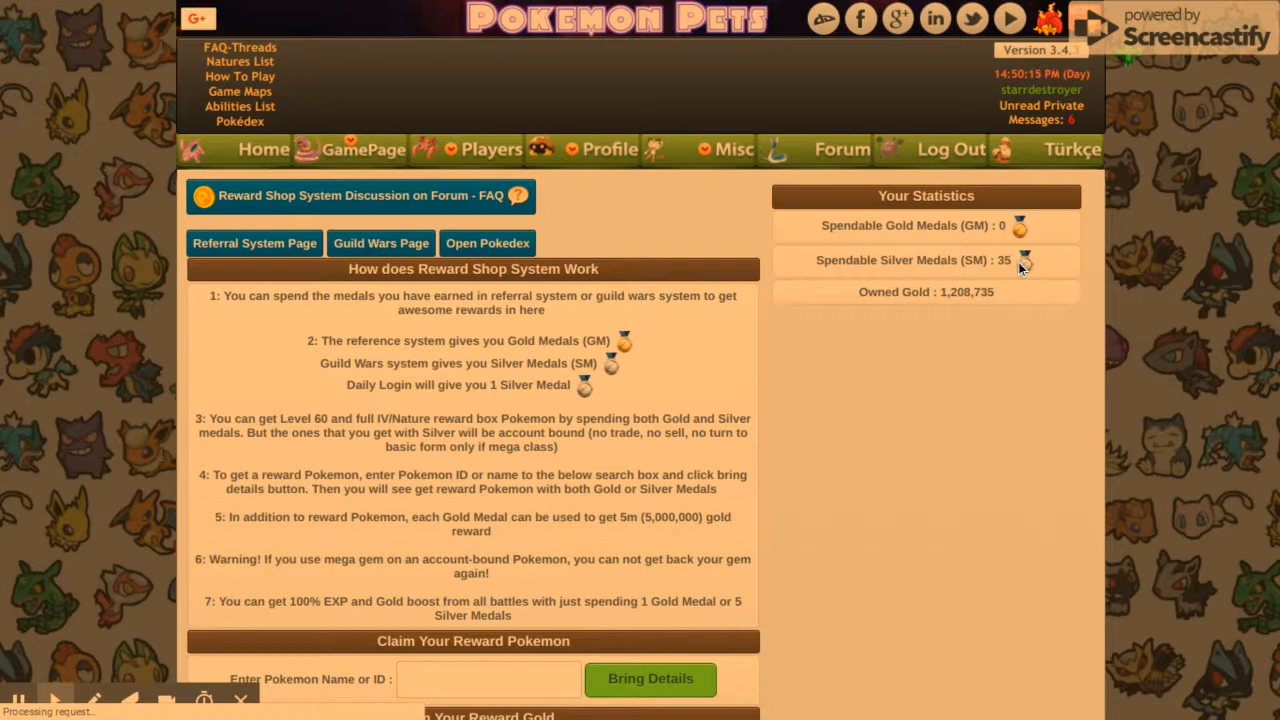 G+
POKEMON PETS
powered by
Screencastify
FAQ-Threads
Natures List
How To Play
Game Maps
Abilities List
Pokédex
Version 3.4.3
14:50:15 PM (Day)
starrdestroyer
Unread Private
Messages: 6
Home GamePage Players Profile Misc Forum Log Out Türkçe
Reward Shop System Discussion on Forum - FAQ
Referral System Page Guild Wars Page Open Pokedex
How does Reward Shop System Work
1: You can spend the medals you have earned in referral system or guild wars system to get
awesome rewards in here
2: The reference system gives you Gold Medals (GM)
Guild Wars system gives you Silver Medals (SM)
Daily Login will give you 1 Silver Medal
3: You can get Level 60 and full IV/Nature reward box Pokemon by spending both Gold and Silver
medals. But the ones that you get with Silver will be account bound (no trade, no sell, no turn to
basic form only if mega class)
4: To get a reward Pokemon, enter Pokemon ID or name to the below search box and click bring
details button. Then you will see get reward Pokemon with both Gold or Silver Medals
5: In addition to reward Pokemon, each Gold Medal can be used to get 5m (5,000,000) gold
reward
6: Warning! If you use mega gem on an account-bound Pokemon, you can not get back your gem
again!
7: You can get 100% EXP and Gold boost from all battles with just spending 1 Gold Medal or 5
Silver Medals
Claim Your Reward Pokemon
Enter Pokemon Name or ID : Bring Details
Your Reward Gold
Your Statistics
Spendable Gold Medals (GM) : 0
Spendable Silver Medals (SM) : 35
Owned Gold : 1,208,735
Processing request...